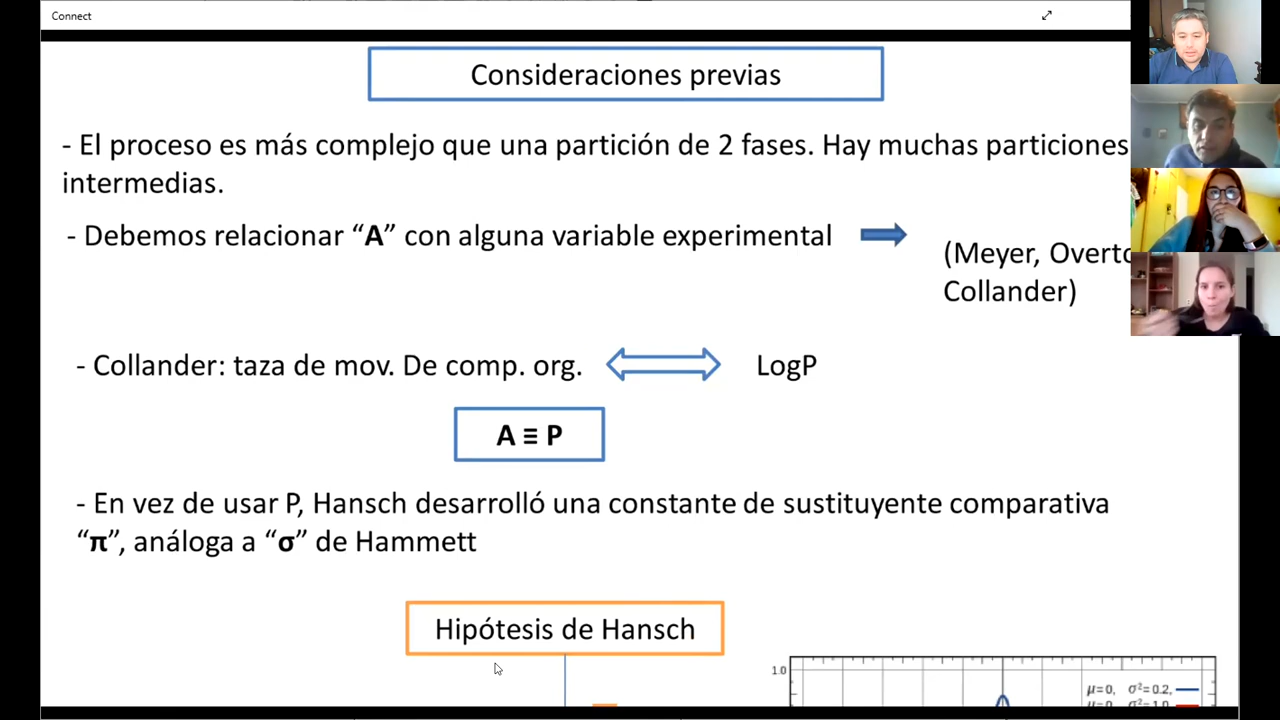 Connect
Consideraciones previas
- El proceso es más complejo que una partición de 2 fases. Hay muchas particiones
intermedias.
- Debemos relacionar “A” con alguna variable experimental
(Meyer,
Collander)
- Collander: taza de mov. De comp. org.
LogP
A ≡ P
- En vez de usar P, Hansch desarrolló una constante de sustituyente comparativa
“π”, análoga a “σ” de Hammett
Hipótesis de Hansch
1.0
μ=0, σ²=0.2,